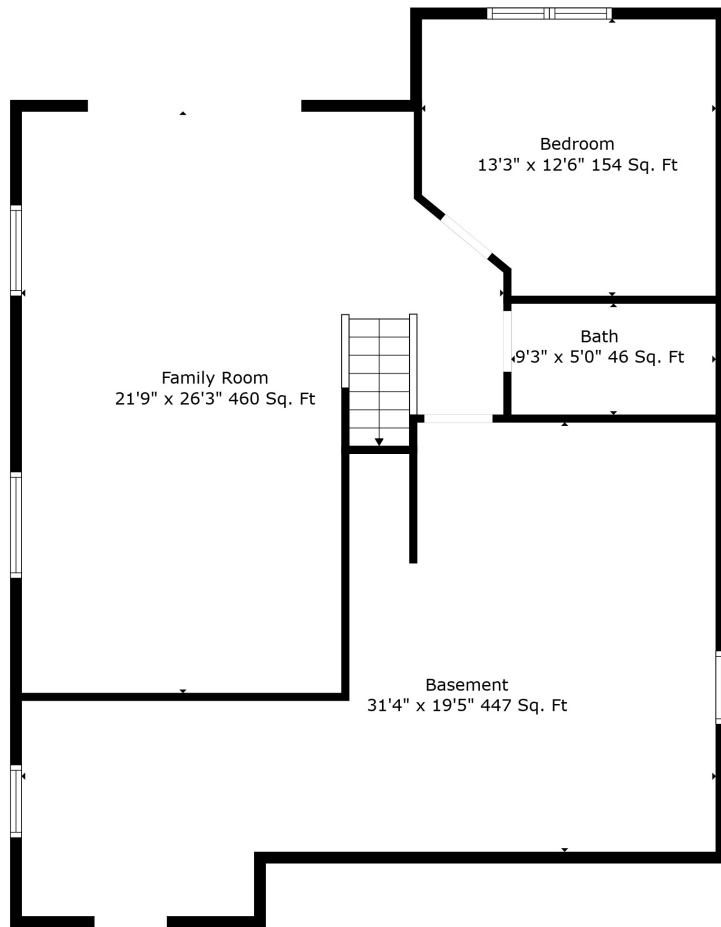 Bedroom
13'3" x 12'6" 154 Sq. Ft
Bath
9'3" x 5'0" 46 Sq. Ft
Family Room
21'9" x 26'3" 460 Sq. Ft
Basement
31'4" x 19'5" 447 Sq. Ft